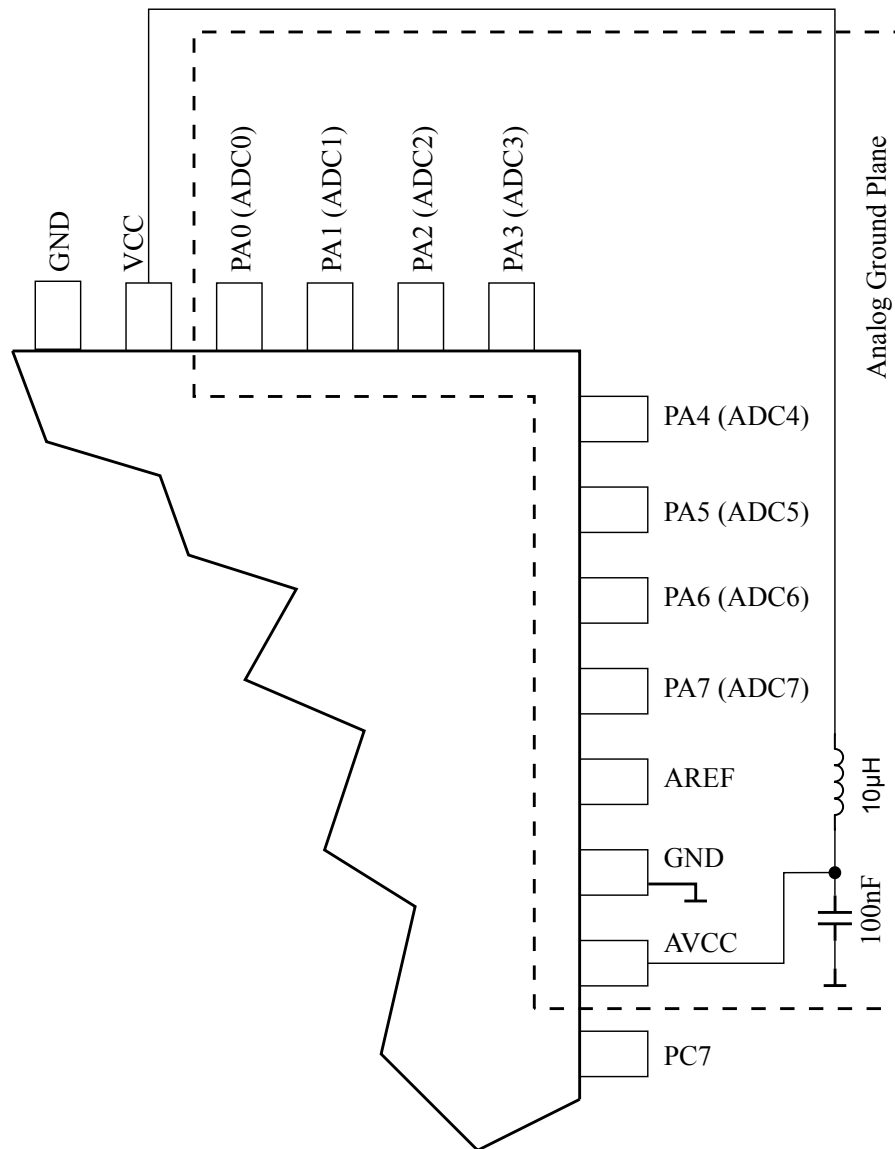 GND
VCC
PA0 (ADC0)
PA1 (ADC1)
PA2 (ADC2)
PA3 (ADC3)
Analog Ground Plane
PA4 (ADC4)
PA5 (ADC5)
PA6 (ADC6)
PA7 (ADC7)
AREF
10µH
GND
100nF
AVCC
PC7